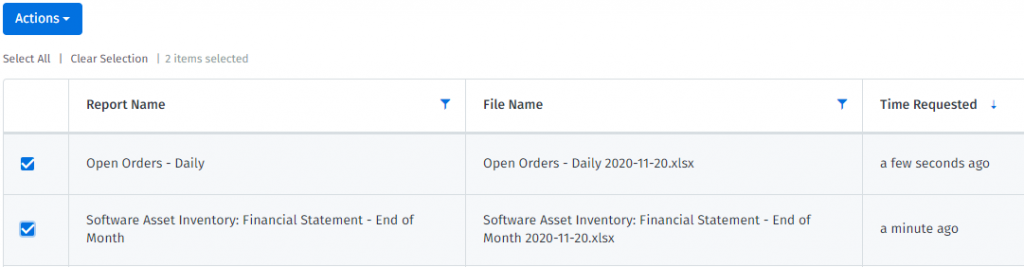 Actions
Select All | Clear Selection | 2 items selected
Report Name File Name Time Requested
Open Orders - Daily Open Orders - Daily 2020-11-20.xlsx a few seconds ago
Software Asset Inventory: Financial Statement - End of Software Asset Inventory: Financial Statement - End of
Month Month 2020-11-20.xlsx
a minute ago